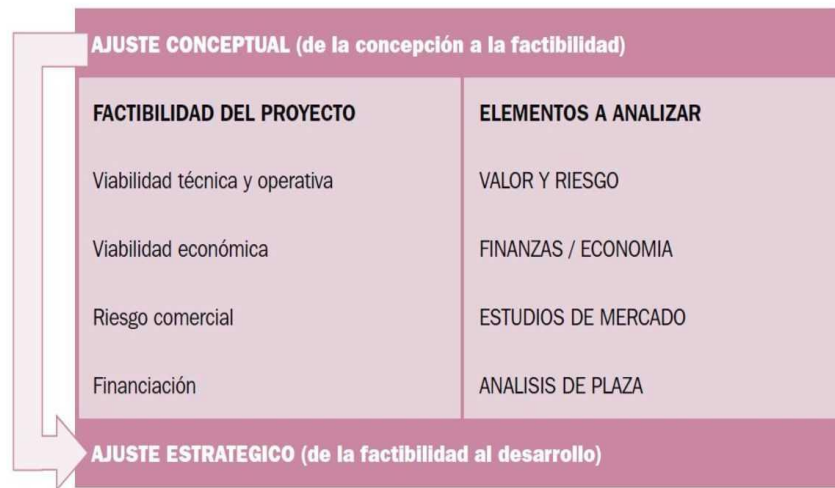 AJUSTE CONCEPTUAL (de la concepción a la factibilidad)
FACTIBILIDAD DEL PROYECTO
ELEMENTOS A ANALIZAR
Viabilidad técnica y operativa
VALOR Y RIESGO
Viabilidad económica
FINANZAS / ECONOMIA
Riesgo comercial
ESTUDIOS DE MERCADO
Financiación
ANALISIS DE PLAZA
AJUSTE ESTRATEGICO (de la factibilidad al desarrollo)